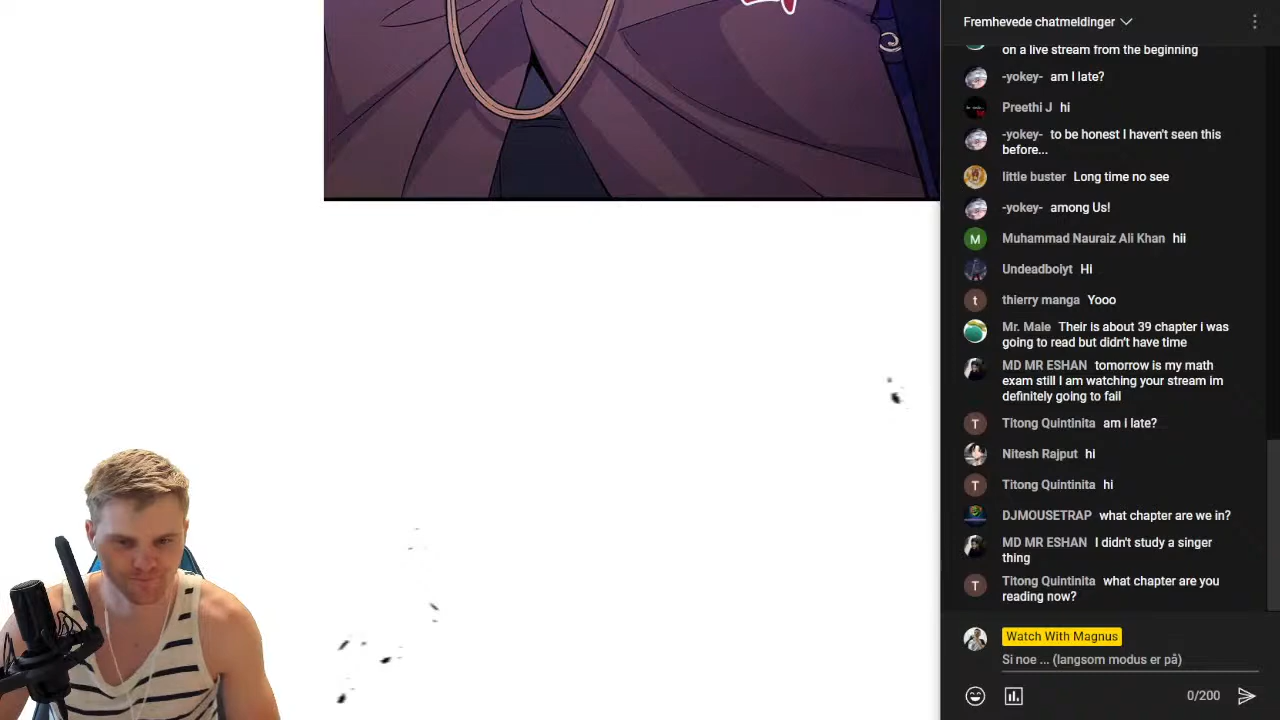 Fremhevede chatmeldinger
on a live stream from the beginning
-yokey- am I late?
Preethi J hi
-yokey- to be honest I haven't seen this
before...
little buster Long time no see
-yokey- among Us!
Muhammad Nauraiz Ali Khan hii
Undeadboiyt Hi
thierry manga Yooo
Mr. Male Their is about 39 chapter i was
going to read but didn't have time
MD MR ESHAN tomorrow is my math
exam still I am watching your stream im
definitely going to fail
Titong Quintinita am i late?
Nitesh Rajput hi
Titong Quintinita hi
DJMOUSETRAP what chapter are we in?
MD MR ESHAN I didn't study a singer
thing
Titong Quintinita what chapter are you
reading now?
Watch With Magnus
Si noe ... (langsom modus er på)
0/200